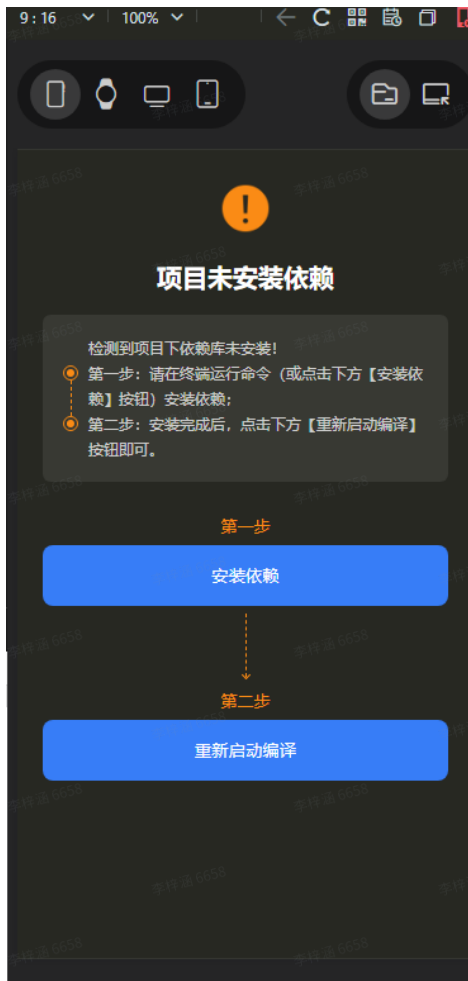 9:16 100%
项目未安装依赖
检测到项目下依赖库未安装!
第一步：请在终端运行命令（或点击下方【安装依
赖】按钮）安装依赖;
第二步：安装完成后，点击下方【重新启动编译】
按钮即可。
第一步
安装依赖
第二步
重新启动编译
李梓涵 6658